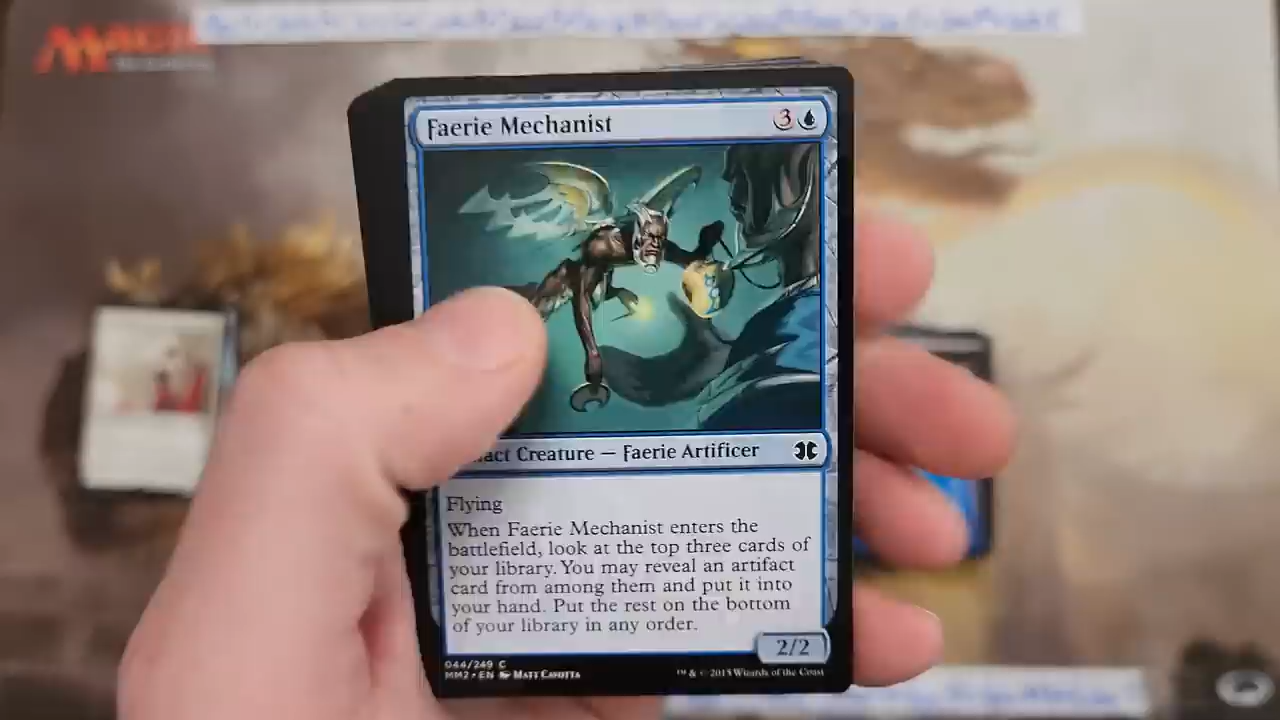 MAGIC
Faerie Mechanist
3
act Creature — Faerie Artificer
Flying
When Faerie Mechanist enters the
battlefield, look at the top three cards of
your library. You may reveal an artifact
card from among them and put it into
your hand. Put the rest on the bottom
of your library in any order.
2/2
044/249 C
MM2 • EN Matt Cavotta
™ & © 2015 Wizards of the Coast